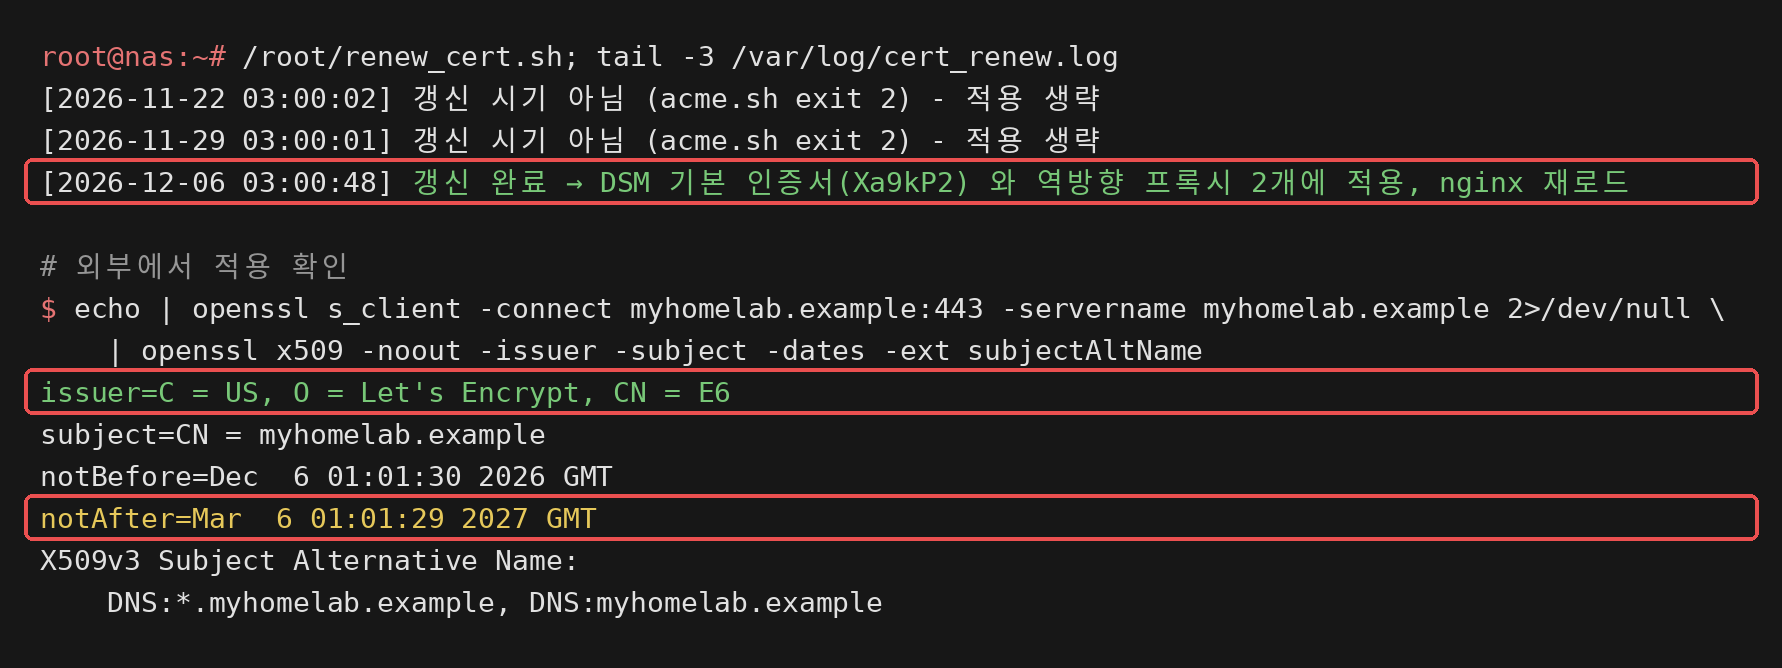 root@nas:~# /root/renew_cert.sh; tail -3 /var/log/cert_renew.log
[2026-11-22 03:00:02] 갱신 시기 아님 (acme.sh exit 2) - 적용 생략
[2026-11-29 03:00:01] 갱신 시기 아님 (acme.sh exit 2) - 적용 생략
[2026-12-06 03:00:48] 갱신 완료 → DSM 기본 인증서(Xa9kP2) 와 역방향 프록시 2개에 적용, nginx 재로드
# 외부에서 적용 확인
$ echo | openssl s_client -connect myhomelab.example:443 -servername myhomelab.example 2>/dev/null \
| openssl x509 -noout -issuer -subject -dates -ext subjectAltName
issuer=C = US, O = Let's Encrypt, CN = E6
subject=CN = myhomelab.example
notBefore=Dec  6 01:01:30 2026 GMT
notAfter=Mar  6 01:01:29 2027 GMT
X509v3 Subject Alternative Name:
DNS:*.myhomelab.example, DNS:myhomelab.example